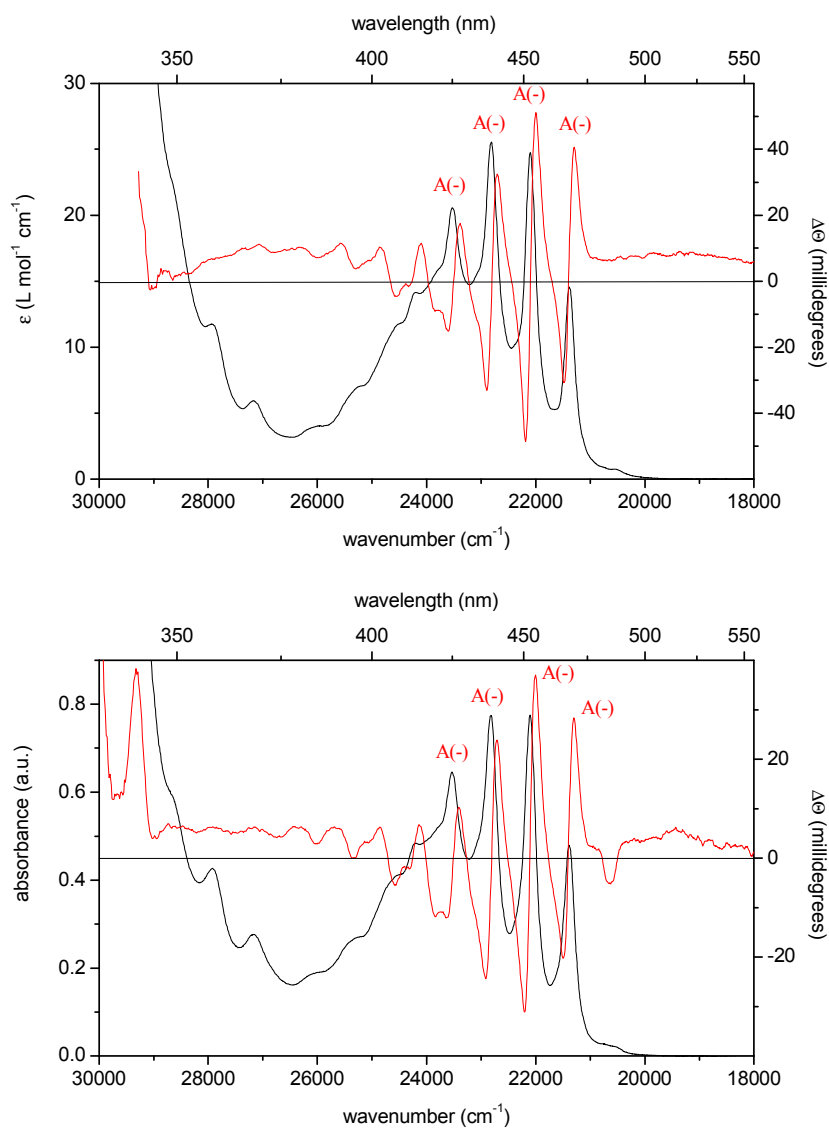 wavelength (nm)
350 400 450 500 550
30
20
10
0
ε (L mol⁻¹ cm⁻¹)
A(-)
A(-)
A(-)
A(-)
40
20
0
-20
-40
ΔΘ (millidegrees)
30000 28000 26000 24000 22000 20000 18000
wavenumber (cm⁻¹)
wavelength (nm)
350 400 450 500 550
0.8
0.6
0.4
0.2
0.0
absorbance (a.u.)
A(-)
A(-)
A(-)
A(-)
20
0
-20
ΔΘ (millidegrees)
30000 28000 26000 24000 22000 20000 18000
wavenumber (cm⁻¹)